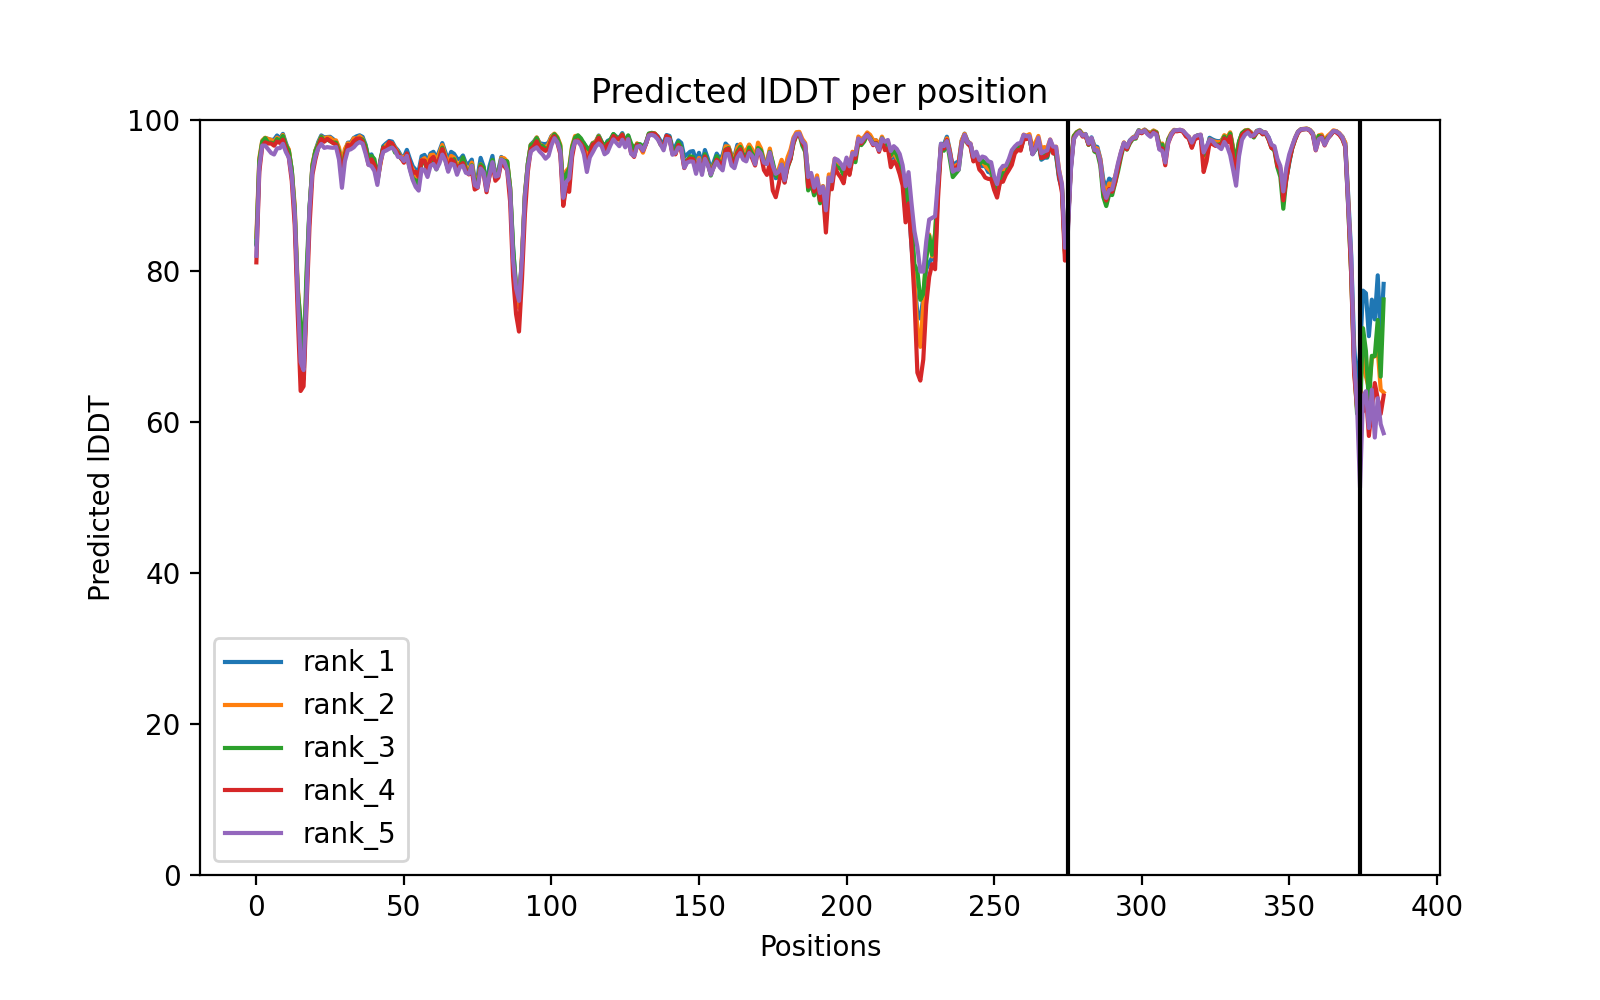 Predicted lDDT per position
100
80
60
40
20
0
Predicted lDDT
rank_1
rank_2
rank_3
rank_4
rank_5
0 50 100 150 200 250 300 350 400
Positions